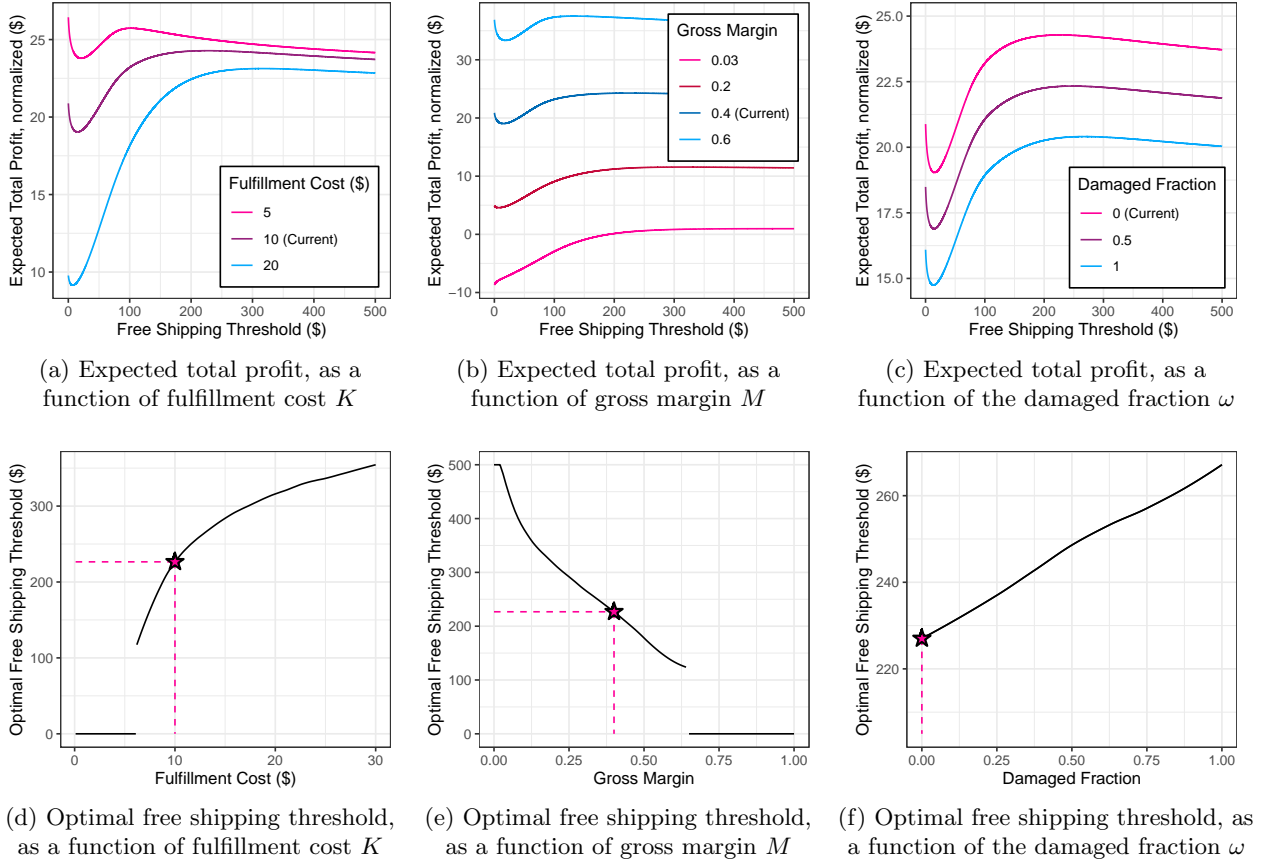 Expected Total Profit, normalized ($)
25
20
15
10
Fulfillment Cost ($)
5
10 (Current)
20
0
100
200
300
400
500
Free Shipping Threshold ($)
(a) Expected total profit, as a
function of fulfillment cost K
Expected Total Profit, normalized ($)
30
20
10
0
−10
Gross Margin
0.03
0.2
0.4 (Current)
0.6
0
100
200
300
400
500
Free Shipping Threshold ($)
(b) Expected total profit, as a
function of gross margin M
Expected Total Profit, normalized ($)
25.0
22.5
20.0
17.5
15.0
Damaged Fraction
0 (Current)
0.5
1
0
100
200
300
400
500
Free Shipping Threshold ($)
(c) Expected total profit, as a
function of the damaged fraction ω
Optimal Free Shipping Threshold ($)
300
200
100
0
0
10
20
30
Fulfillment Cost ($)
(d) Optimal free shipping threshold,
as a function of fulfillment cost K
Optimal Free Shipping Threshold ($)
500
400
300
200
100
0
0.00
0.25
0.50
0.75
1.00
Gross Margin
(e) Optimal free shipping threshold,
as a function of gross margin M
Optimal Free Shipping Threshold ($)
260
240
220
0.00
0.25
0.50
0.75
1.00
Damaged Fraction
(f) Optimal free shipping threshold, as
a function of the damaged fraction ω